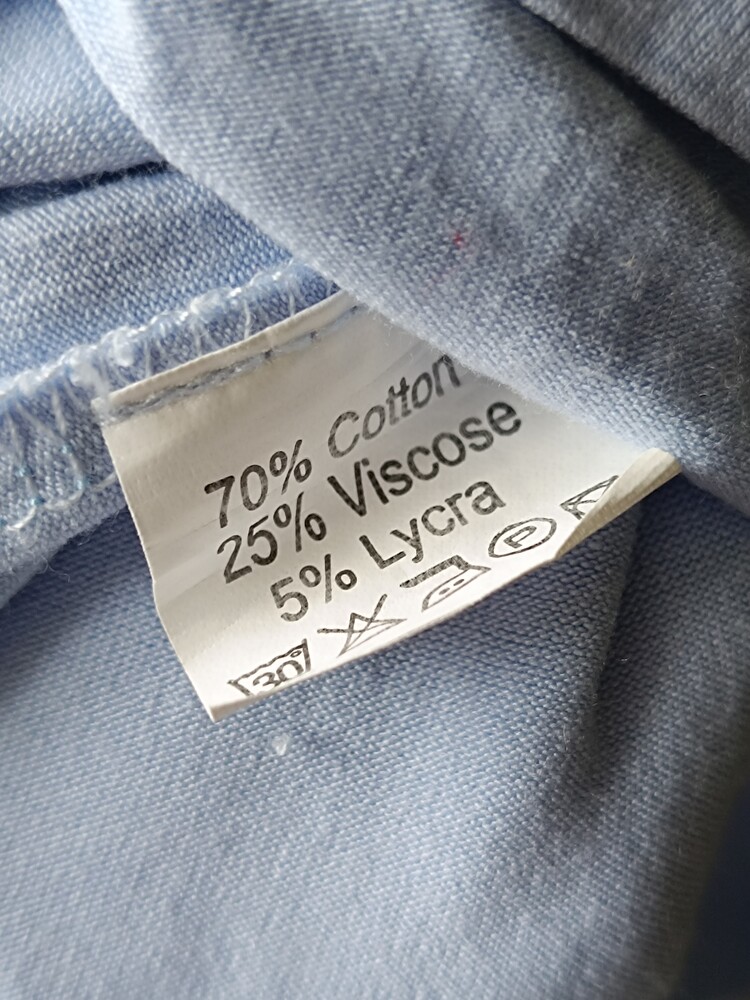 70% Cotton
25% Viscose
5% Lycra
30° P